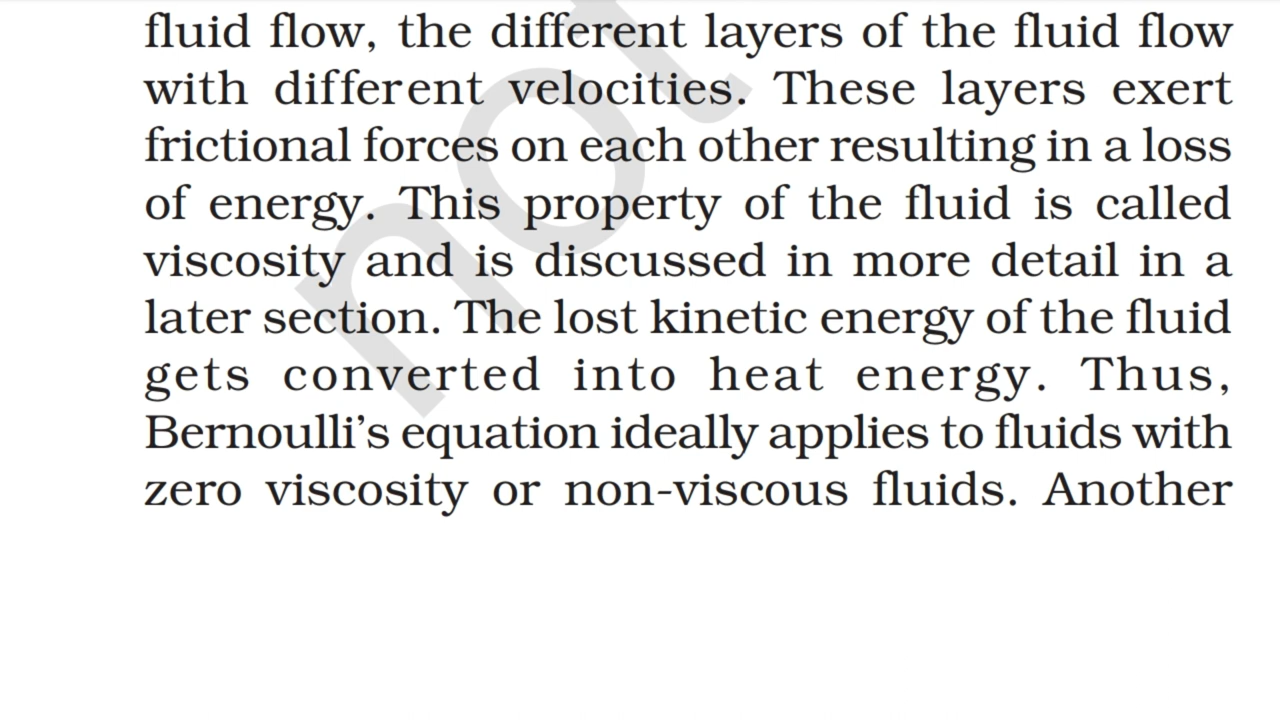 fluid flow, the different layers of the fluid flow
with different velocities. These layers exert
frictional forces on each other resulting in a loss
of energy. This property of the fluid is called
viscosity and is discussed in more detail in a
later section. The lost kinetic energy of the fluid
gets converted into heat energy. Thus,
Bernoulli’s equation ideally applies to fluids with
zero viscosity or non-viscous fluids. Another
not